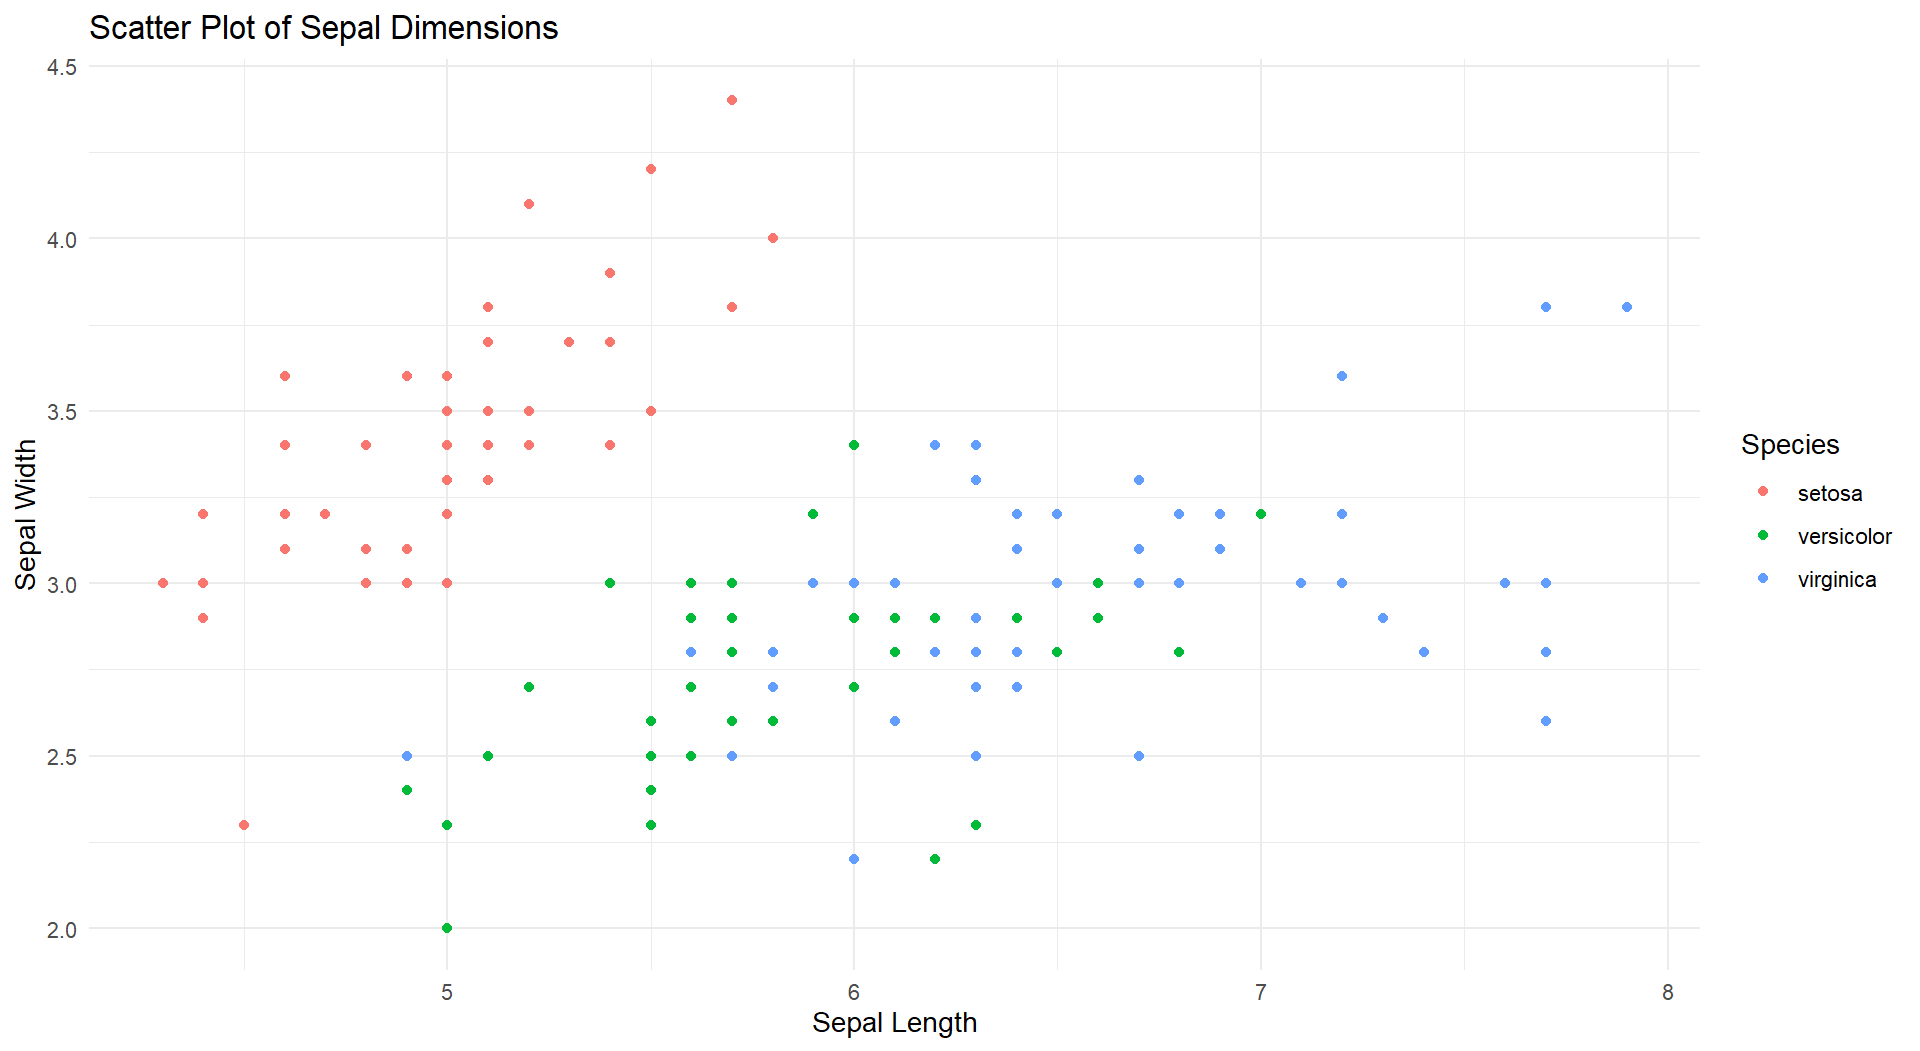 Scatter Plot of Sepal Dimensions
4.5
4.0
3.5
3.0
2.5
2.0
Sepal Width
5 6 7 8
Sepal Length
Species
setosa
versicolor
virginica